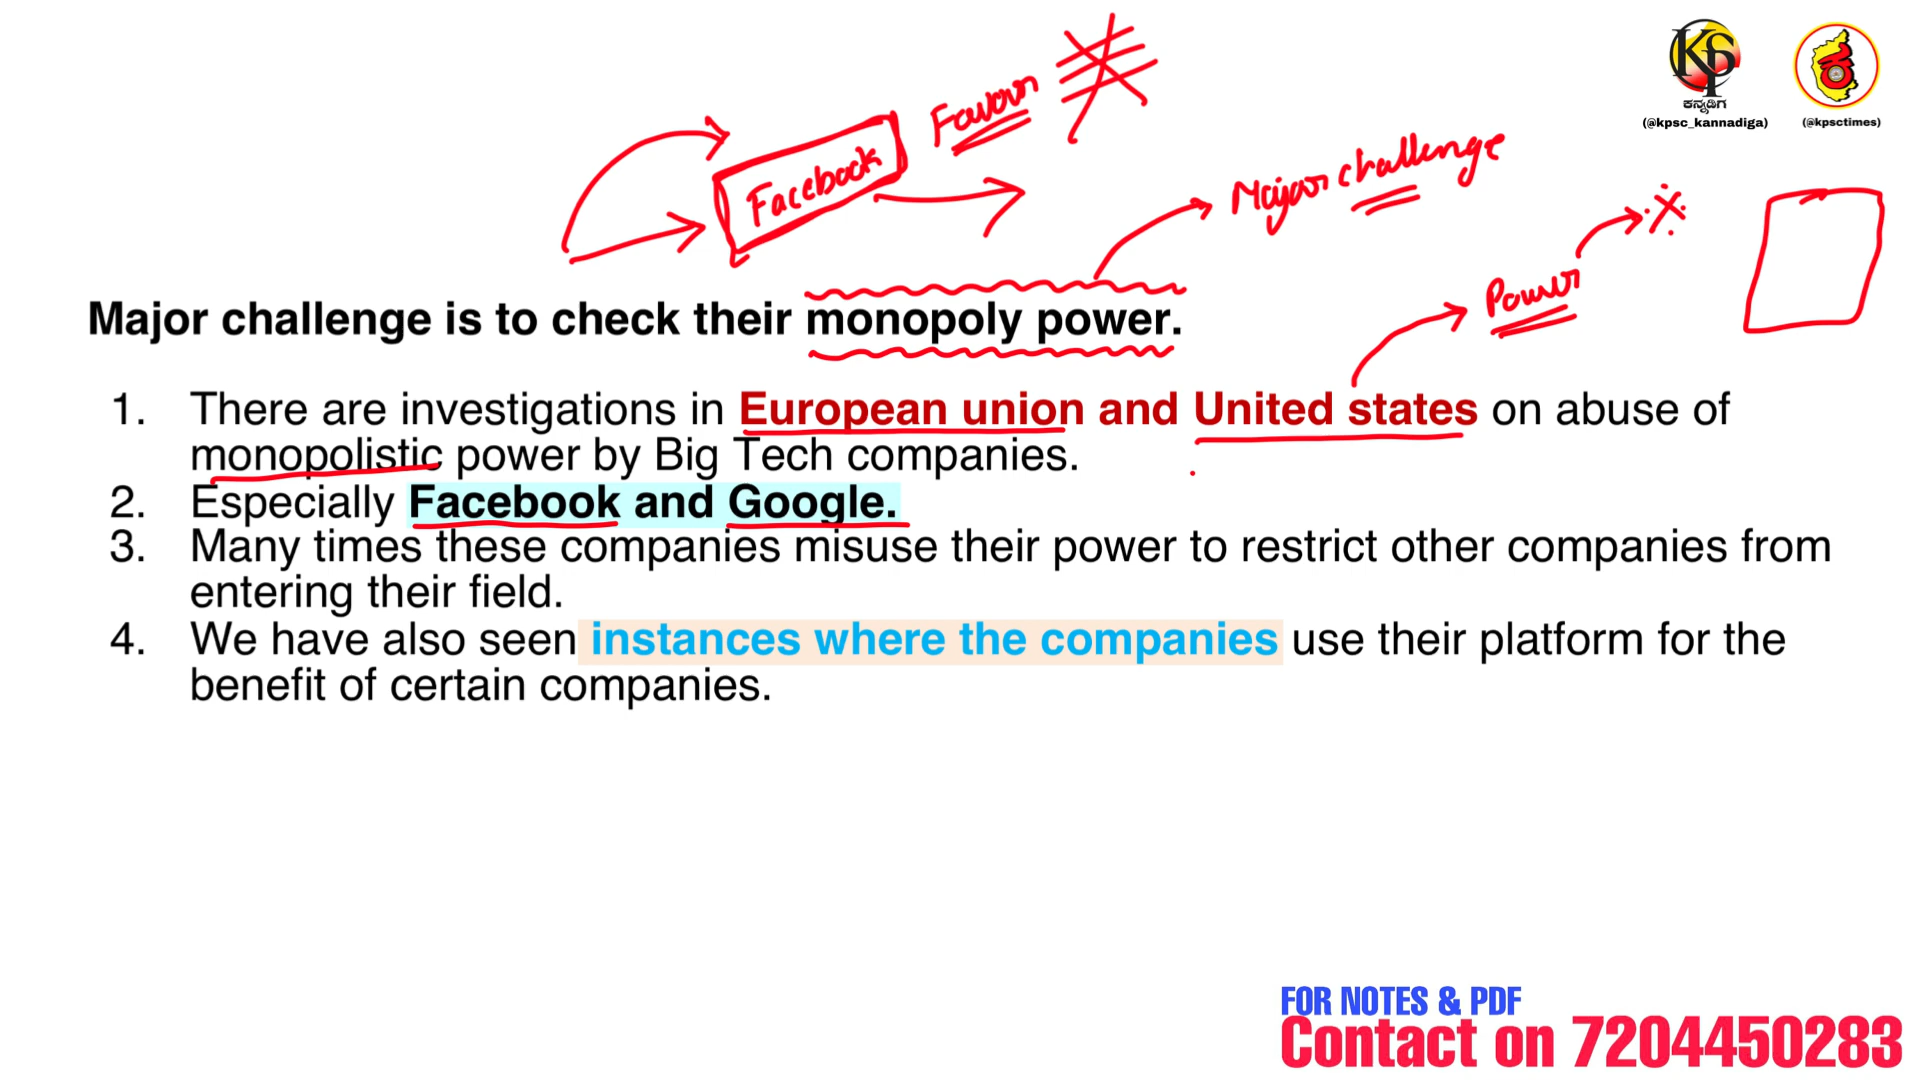 KPS
ಕನ್ನಡಿಗ
(@kpsc_kannadiga)
ಕ
(@kpsctimes)
Favour
Facebook
Major challenge
Power
Major challenge is to check their monopoly power.
1. There are investigations in European union and United states on abuse of
monopolistic power by Big Tech companies.
2. Especially Facebook and Google.
3. Many times these companies misuse their power to restrict other companies from
entering their field.
4. We have also seen instances where the companies use their platform for the
benefit of certain companies.
FOR NOTES & PDF
Contact on 7204450283